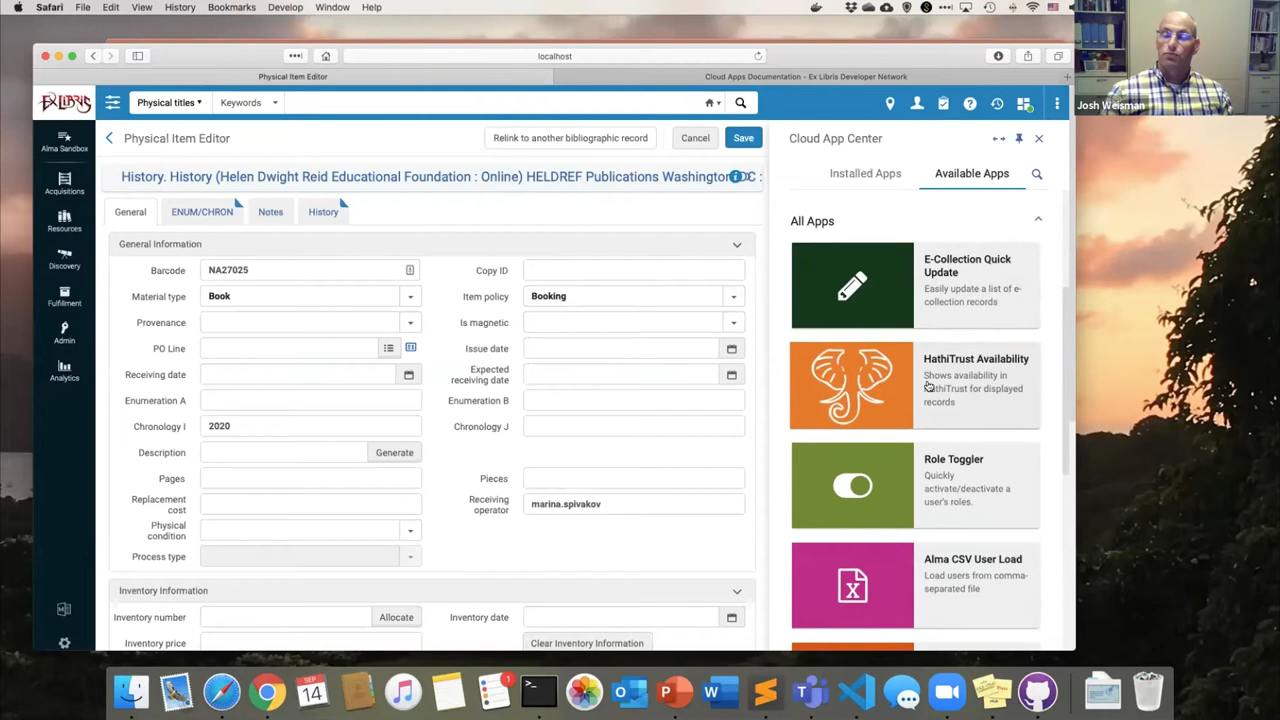 Safari File Edit View History Bookmarks Develop Window Help
localhost
Physical Item Editor
Cloud Apps Documentation - Ex Libris Developer Network
ExLibris
Physical titles
Keywords
Josh Weisman
Alma Sandbox
Acquisitions
Resources
Discovery
Fulfillment
Admin
Analytics
Physical Item Editor
Relink to another bibliographic record
Cancel
Save
History. History (Helen Dwight Reid Educational Foundation : Online) HELDREF Publications Washington DC :
General
ENUM/CHRON
Notes
History
General Information
Barcode NA27025
Copy ID
Material type Book
Item policy Booking
Provenance
Is magnetic
PO Line
Issue date
Receiving date
Expected
receiving date
Enumeration A
Enumeration B
Chronology I 2020
Chronology J
Description
Generate
Pages
Pieces
Replacement
cost
Receiving
operator
marina.spivakov
Physical
condition
Process type
Inventory Information
Inventory number
Allocate
Inventory date
Inventory price
Clear Inventory Information
Cloud App Center
Installed Apps
Available Apps
All Apps
E-Collection Quick
Update
Easily update a list of e-
collection records
HathiTrust Availability
Shows availability in
HathiTrust for displayed
records
Role Toggler
Quickly
activate/deactivate a
user's roles.
Alma CSV User Load
Load users from comma-
separated file
SEP
14
1